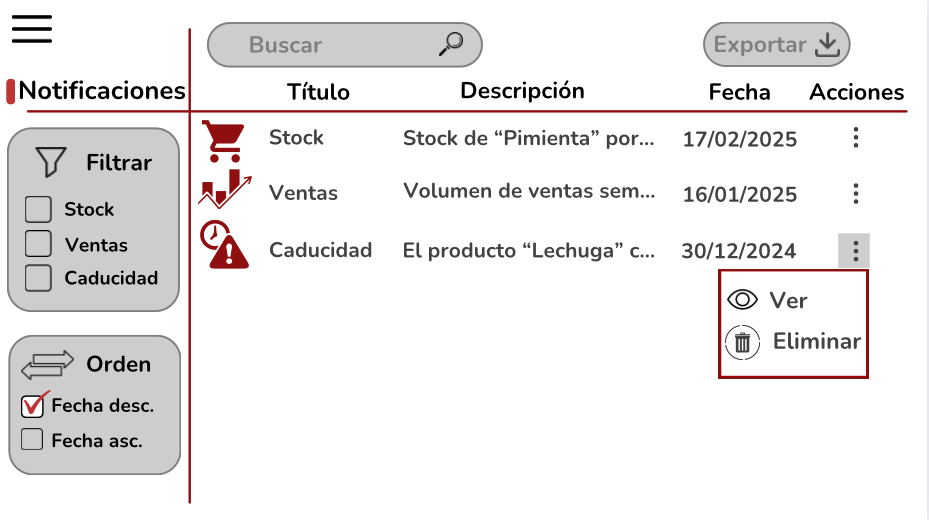 Buscar
Exportar
Notificaciones
Título Descripción Fecha Acciones
Filtrar
Stock
Ventas
Caducidad
Orden
Fecha desc.
Fecha asc.
Stock Stock de “Pimienta” por... 17/02/2025
Ventas Volumen de ventas sem... 16/01/2025
Caducidad El producto “Lechuga” c... 30/12/2024
Ver
Eliminar